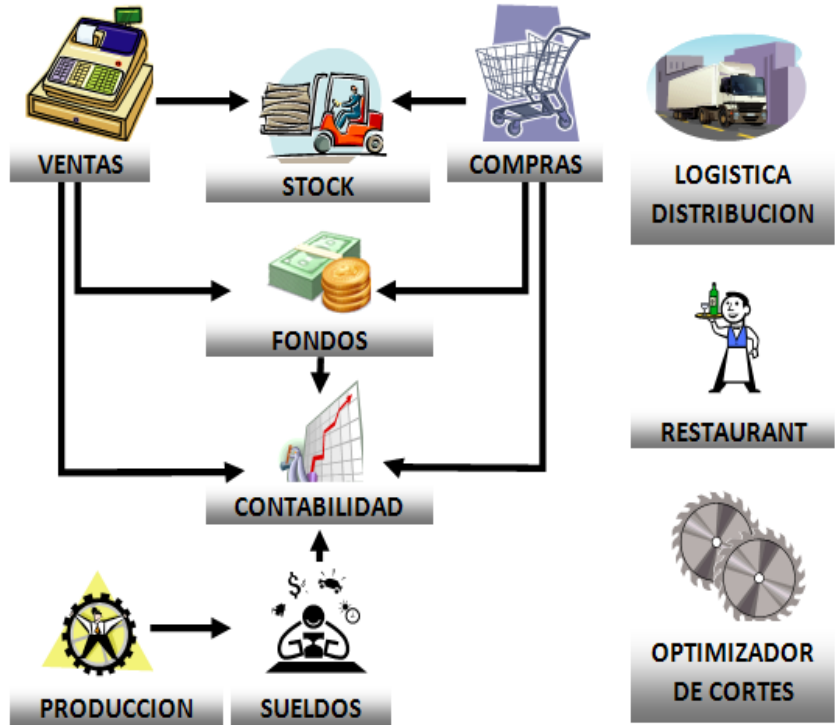 VENTAS
STOCK
COMPRAS
LOGISTICA
DISTRIBUCION
FONDOS
RESTAURANT
CONTABILIDAD
$
OPTIMIZADOR
DE CORTES
PRODUCCION
SUELDOS